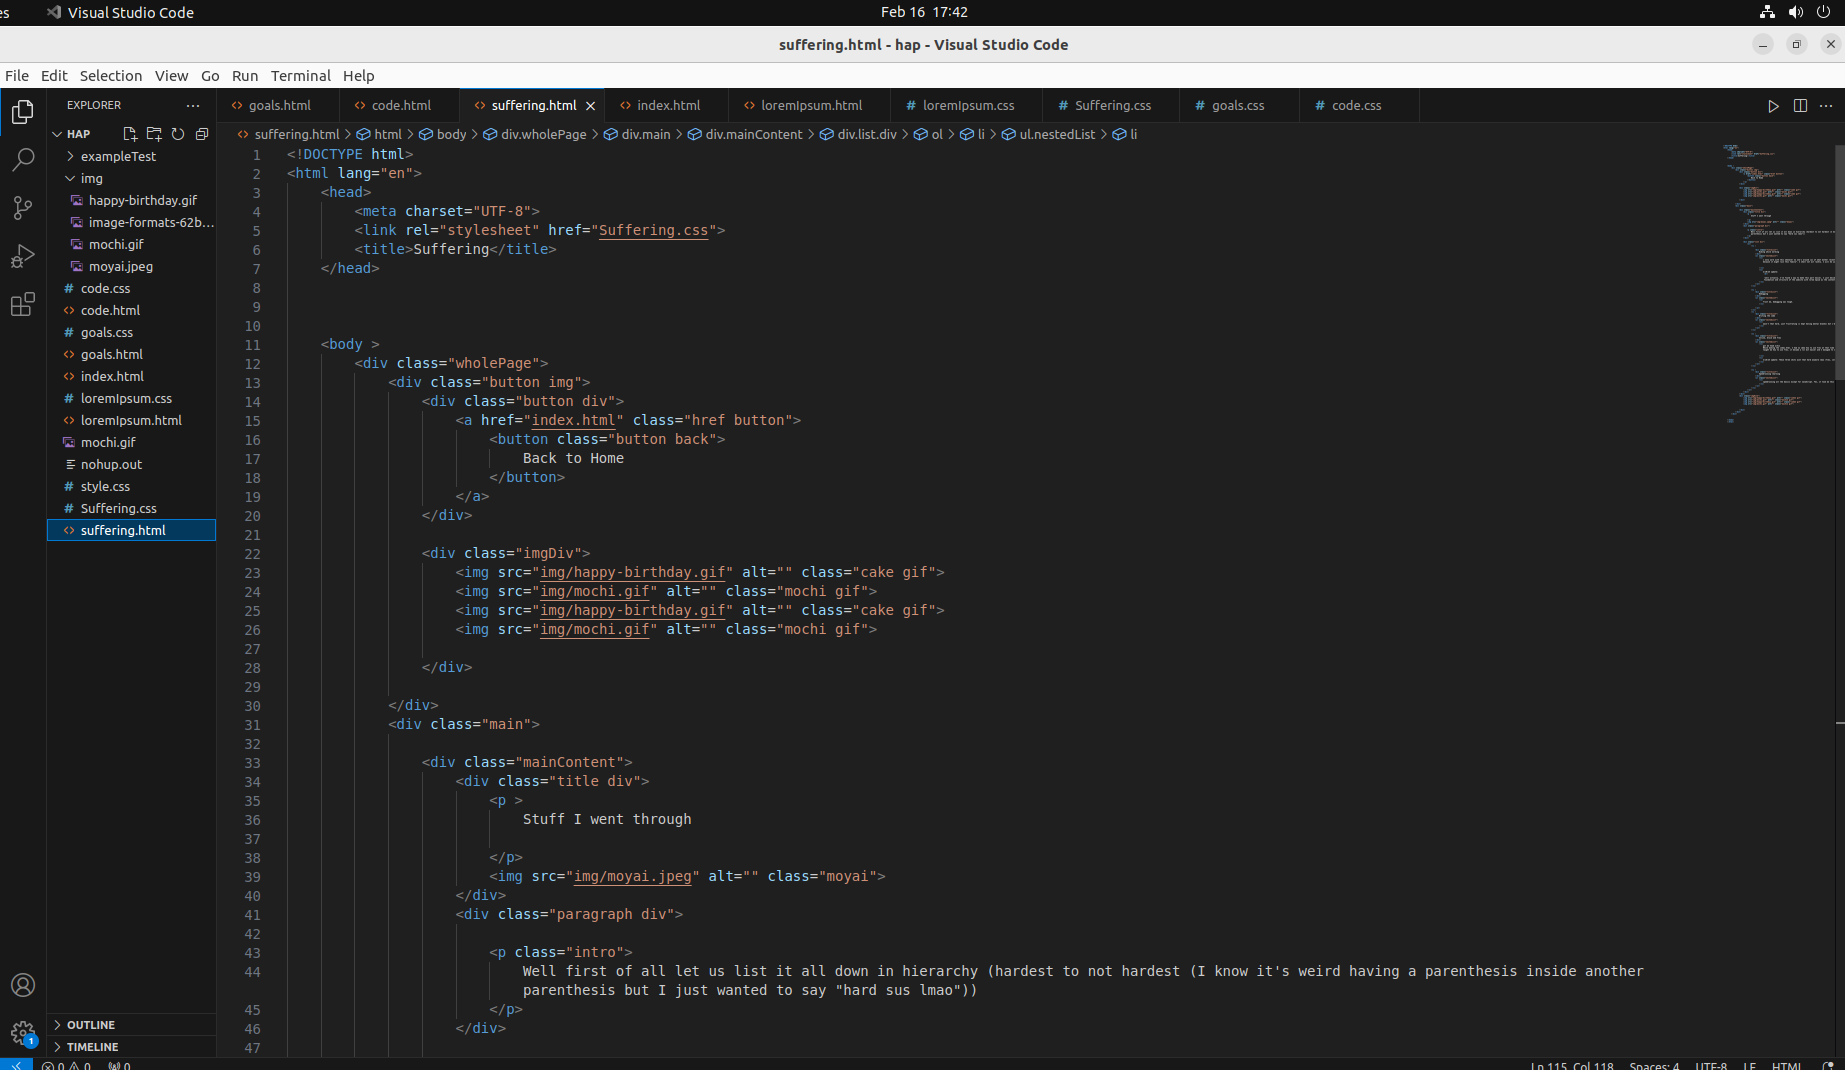 es Visual Studio Code Feb 16 17:42
suffering.html - hap - Visual Studio Code
File Edit Selection View Go Run Terminal Help
EXPLORER ···
HAP
exampleTest
img
happy-birthday.gif
image-formats-62b...
mochi.gif
moyai.jpeg
# code.css
<> code.html
# goals.css
<> goals.html
<> index.html
# loremIpsum.css
<> loremIpsum.html
mochi.gif
nohup.out
# style.css
# Suffering.css
<> suffering.html
OUTLINE
TIMELINE
<> goals.html <> code.html <> suffering.html <> index.html <> loremIpsum.html # loremIpsum.css # Suffering.css # goals.css # code.css
<> suffering.html > html > body > div.wholePage > div.main > div.mainContent > div.list.div > ol > li > ul.nestedList > li
1 <!DOCTYPE html>
2 <html lang="en">
3 <head>
4 <meta charset="UTF-8">
5 <link rel="stylesheet" href="Suffering.css">
6 <title>Suffering</title>
7 </head>
8
9
10
11 <body >
12 <div class="wholePage">
13 <div class="button img">
14 <div class="button div">
15 <a href="index.html" class="href button">
16 <button class="button back">
17 Back to Home
18 </button>
19 </a>
20 </div>
21
22 <div class="imgDiv">
23 <img src="img/happy-birthday.gif" alt="" class="cake gif">
24 <img src="img/mochi.gif" alt="" class="mochi gif">
25 <img src="img/happy-birthday.gif" alt="" class="cake gif">
26 <img src="img/mochi.gif" alt="" class="mochi gif">
27
28 </div>
29
30 </div>
31 <div class="main">
32
33 <div class="mainContent">
34 <div class="title div">
35 <p >
36 Stuff I went through
37
38 </p>
39 <img src="img/moyai.jpeg" alt="" class="moyai">
40 </div>
41 <div class="paragraph div">
42
43 <p class="intro">
44 Well first of all let us list it all down in hierarchy (hardest to not hardest (I know it's weird having a parenthesis inside another
parenthesis but I just wanted to say "hard sus lmao"))
45 </p>
46 </div>
47
1
0 0 0 Ln 115, Col 118 Spaces: 4 UTF-8 LF HTML